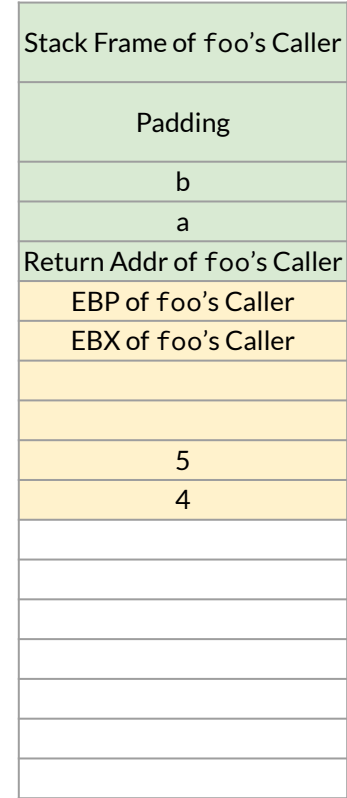 Stack Frame of foo’s Caller
Padding
b
a
Return Addr of foo’s Caller
EBP of foo’s Caller
EBX of foo’s Caller
5
4